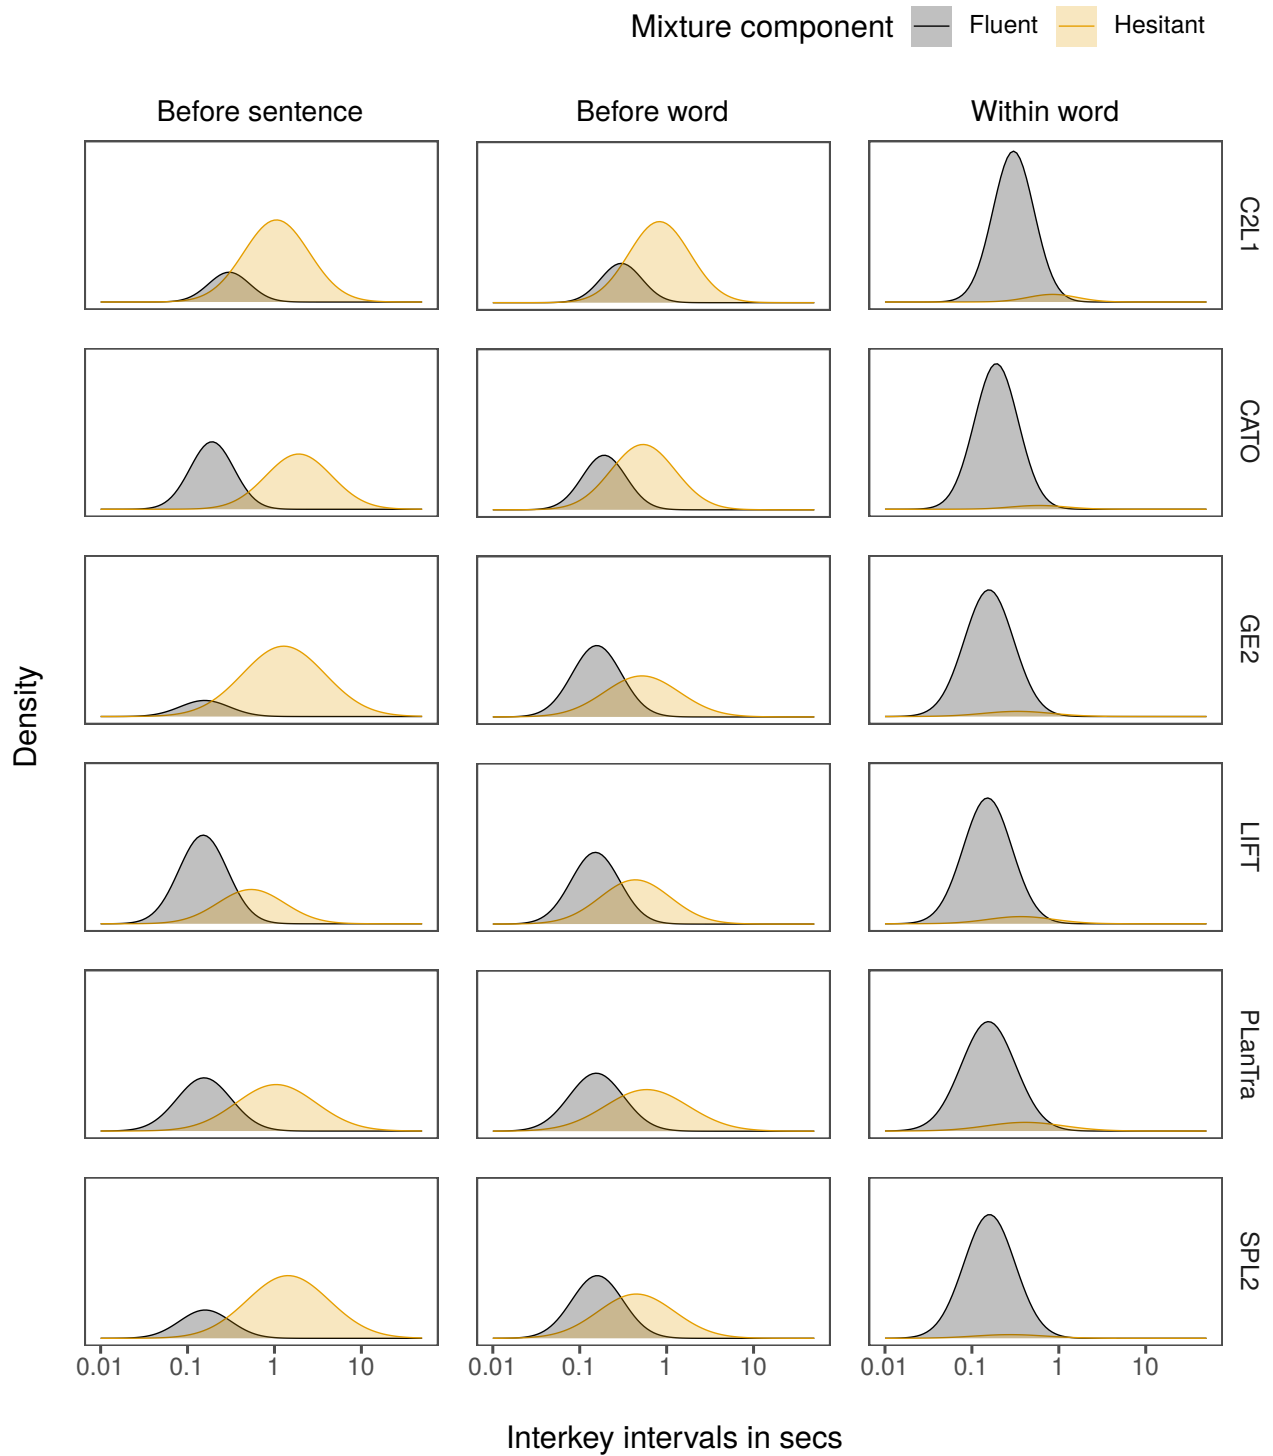 Mixture component Fluent Hesitant
Before sentence Before word Within word
C2L1
CATO
GE2
LIFT
PLanTra
SPL2
Density
0.01 0.1 1 10 0.01 0.1 1 10 0.01 0.1 1 10
Interkey intervals in secs